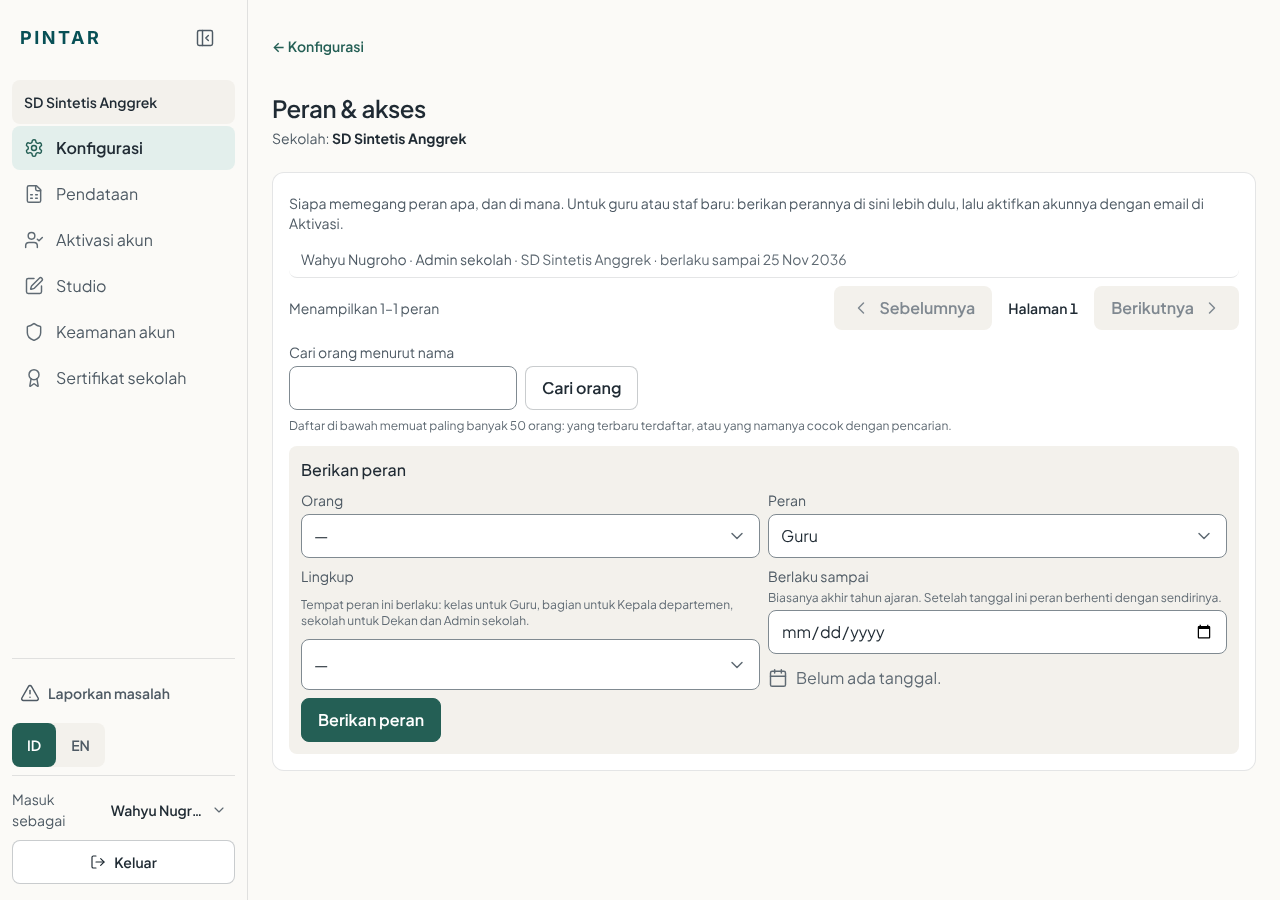 PINTAR
SD Sintetis Anggrek
Konfigurasi
Pendataan
Aktivasi akun
Studio
Keamanan akun
Sertifikat sekolah
Laporkan masalah
ID EN
Masuk sebagai
Wahyu Nugr…
Keluar
← Konfigurasi
Peran & akses
Sekolah: SD Sintetis Anggrek
Siapa memegang peran apa, dan di mana. Untuk guru atau staf baru: berikan perannya di sini lebih dulu, lalu aktifkan akunnya dengan email di
Aktivasi.
Wahyu Nugroho · Admin sekolah · SD Sintetis Anggrek · berlaku sampai 25 Nov 2036
Menampilkan 1–1 peran
Sebelumnya
Halaman 1
Berikutnya
Cari orang menurut nama
Cari orang
Daftar di bawah memuat paling banyak 50 orang: yang terbaru terdaftar, atau yang namanya cocok dengan pencarian.
Berikan peran
Orang
—
Peran
Guru
Lingkup
Tempat peran ini berlaku: kelas untuk Guru, bagian untuk Kepala departemen,
sekolah untuk Dekan dan Admin sekolah.
—
Berlaku sampai
Biasanya akhir tahun ajaran. Setelah tanggal ini peran berhenti dengan sendirinya.
mm/dd/yyyy
Belum ada tanggal.
Berikan peran